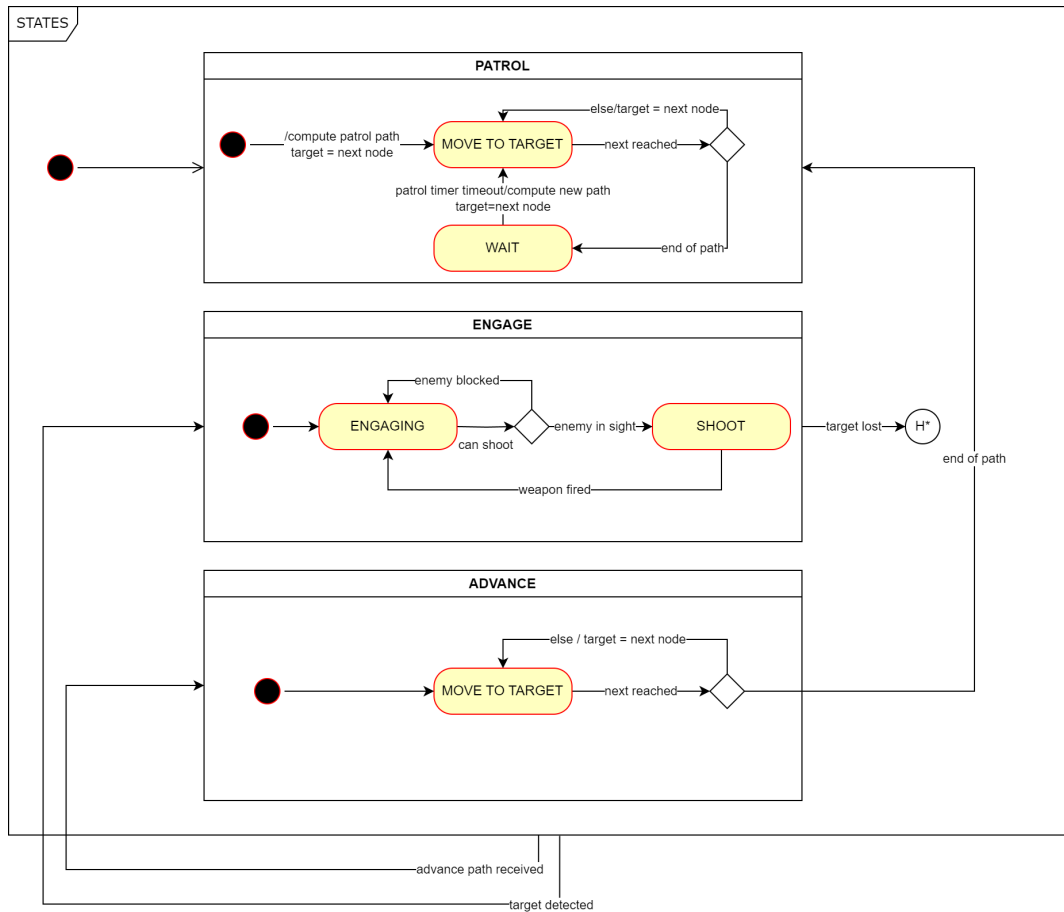 STATES
PATROL
else/target = next node
/compute patrol path
target = next node
MOVE TO TARGET
next reached
patrol timer timeout/compute new path
target=next node
WAIT
end of path
ENGAGE
enemy blocked
ENGAGING
can shoot
enemy in sight
SHOOT
target lost
H*
end of path
weapon fired
ADVANCE
else / target = next node
MOVE TO TARGET
next reached
advance path received
target detected